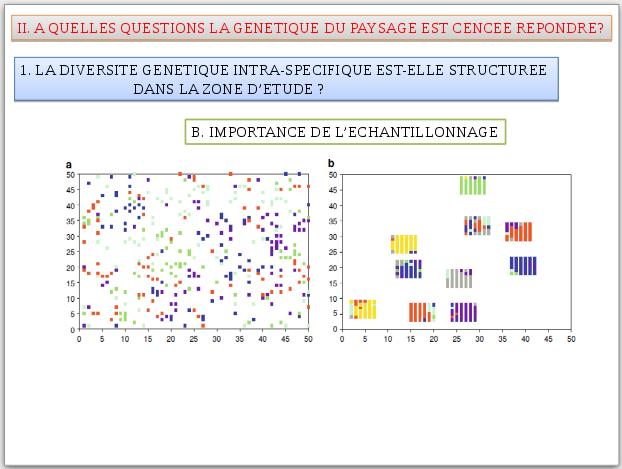 II. A QUELLES QUESTIONS LA GENETIQUE DU PAYSAGE EST CENCEE REPONDRE?
1. LA DIVERSITE GENETIQUE INTRA-SPECIFIQUE EST-ELLE STRUCTUREE
DANS LA ZONE D'ETUDE ?
B. IMPORTANCE DE L'ECHANTILLONNAGE
a
50
45
40
35
30
25
20
15
10
5
0
0 5 10 15 20 25 30 35 40 45 50
b
50
45
40
35
30
25
20
15
10
5
0
0 5 10 15 20 25 30 35 40 45 50